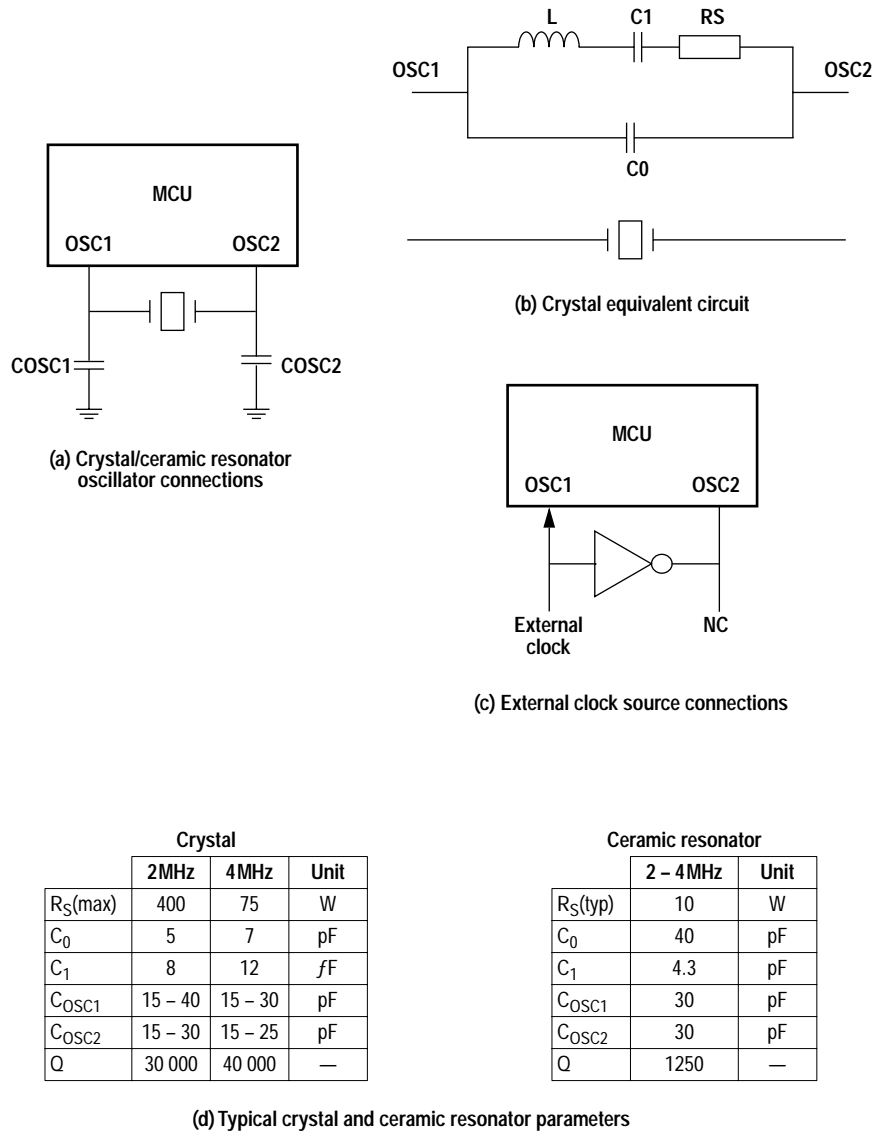 L C1 RS
OSC1 OSC2
C0
(b) Crystal equivalent circuit
MCU
OSC1 OSC2
COSC1 COSC2
(a) Crystal/ceramic resonator
oscillator connections
MCU
OSC1 OSC2
External
clock
NC
(c) External clock source connections
Crystal
2MHz 4MHz Unit
RS(max) 400 75 W
C0 5 7 pF
C1 8 12 ƒF
COSC1 15 – 40 15 – 30 pF
COSC2 15 – 30 15 – 25 pF
Q 30 000 40 000 —
Ceramic resonator
2 – 4MHz Unit
RS(typ) 10 W
C0 40 pF
C1 4.3 pF
COSC1 30 pF
COSC2 30 pF
Q 1250 —
(d) Typical crystal and ceramic resonator parameters